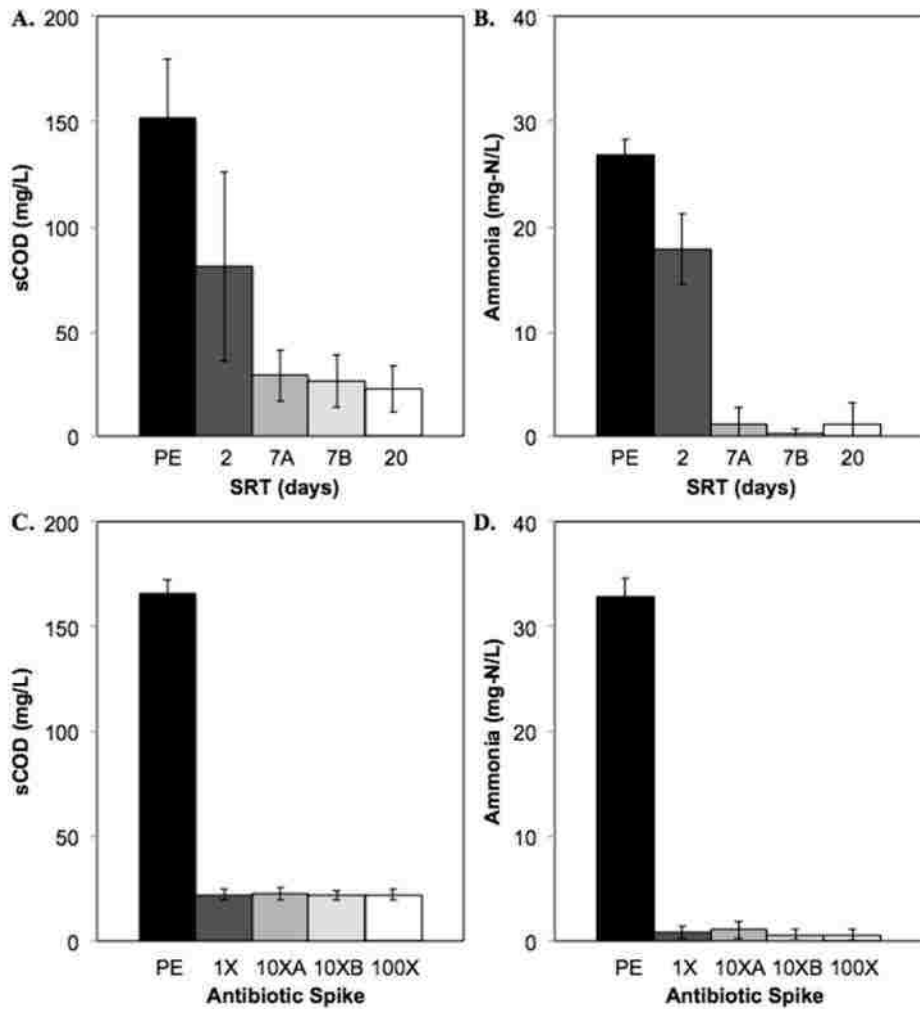 A.
200
150
100
50
0
sCOD (mg/L)
PE 2 7A 7B 20
SRT (days)
B.
40
30
20
10
0
Ammonia (mg-N/L)
PE 2 7A 7B 20
SRT (days)
C.
200
150
100
50
0
sCOD (mg/L)
PE 1X 10XA 10XB 100X
Antibiotic Spike
D.
40
30
20
10
0
Ammonia (mg-N/L)
PE 1X 10XA 10XB 100X
Antibiotic Spike